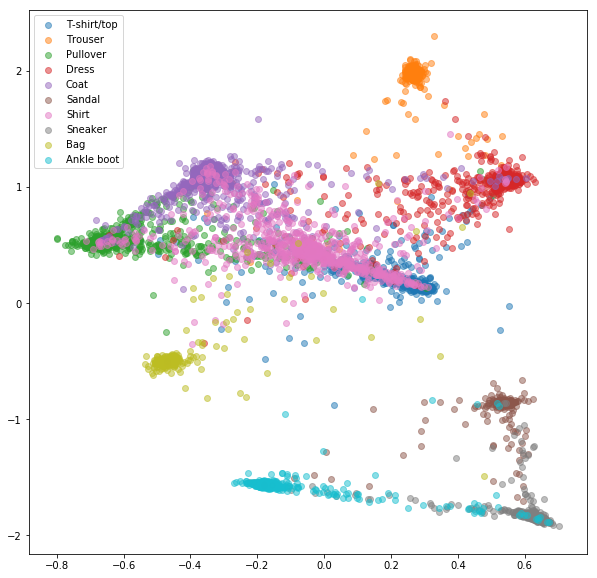 T-shirt/top
Trouser
Pullover
Dress
Coat
Sandal
Shirt
Sneaker
Bag
Ankle boot
2
1
0
−1
−2
−0.8
−0.6
−0.4
−0.2
0.0
0.2
0.4
0.6